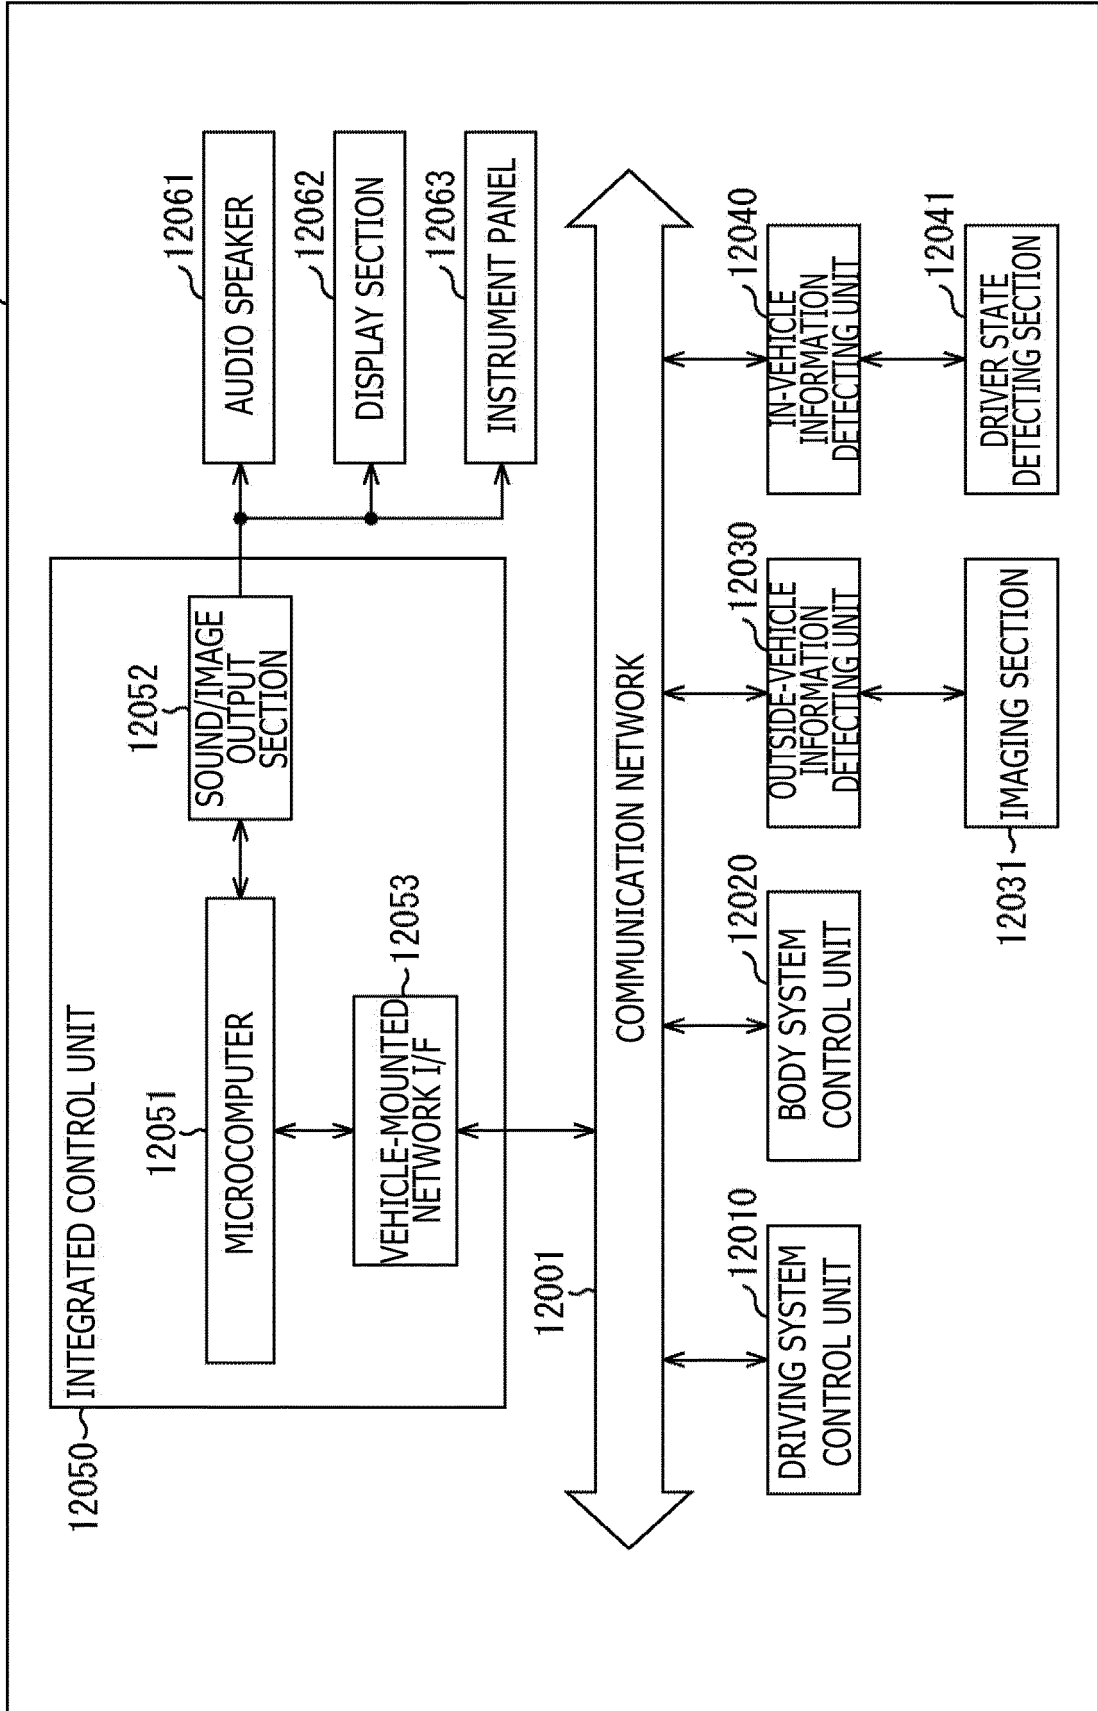 12050
INTEGRATED CONTROL UNIT
12051
MICROCOMPUTER
12052
SOUND/IMAGE
OUTPUT
SECTION
12053
VEHICLE-MOUNTED
NETWORK I/F
12061
AUDIO SPEAKER
12062
DISPLAY SECTION
12063
INSTRUMENT PANEL
12001
COMMUNICATION NETWORK
12010
DRIVING SYSTEM
CONTROL UNIT
12020
BODY SYSTEM
CONTROL UNIT
12030
OUTSIDE-VEHICLE
INFORMATION
DETECTING UNIT
12040
IN-VEHICLE
INFORMATION
DETECTING UNIT
12031
IMAGING SECTION
12041
DRIVER STATE
DETECTING SECTION